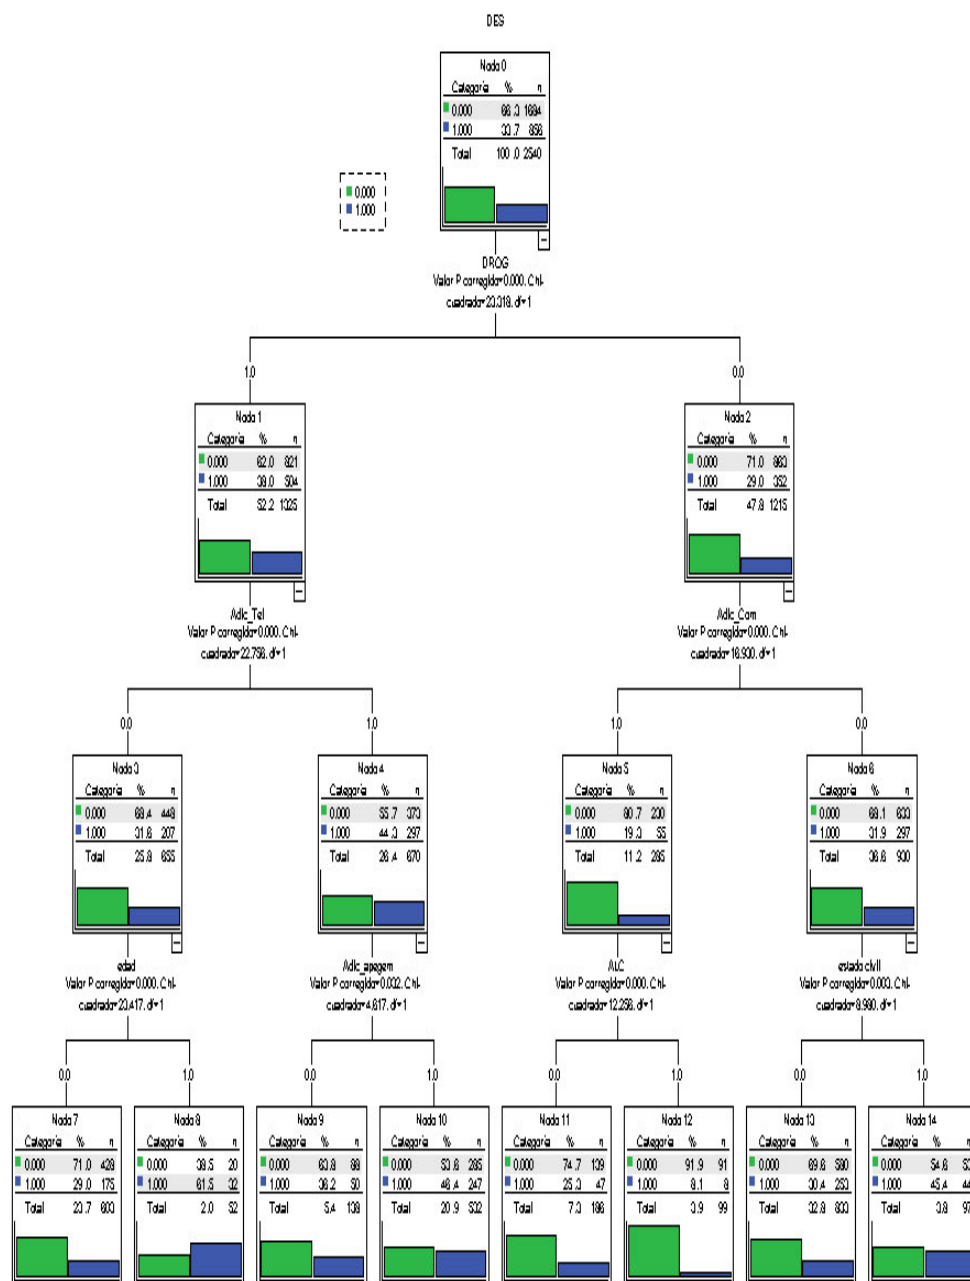 DES
Nodo 0
Categoría % n
0.000 66.3 1684
1.000 33.7 856
Total 100.0 2540
0.000
1.000
DROG
Valor P corregido=0.000. Chi-
cuadrado=23.318. df=1
1.0
0.0
Nodo 1
Categoría % n
0.000 62.0 821
1.000 38.0 504
Total 52.2 1325
Nodo 2
Categoría % n
0.000 71.0 863
1.000 29.0 352
Total 47.8 1215
Adic_Tel
Valor P corregido=0.000. Chi-
cuadrado=22.756. df=1
Adic_Com
Valor P corregido=0.000. Chi-
cuadrado=16.930. df=1
0.0
1.0
1.0
0.0
Nodo 3
Categoría % n
0.000 68.4 448
1.000 31.6 207
Total 25.8 655
Nodo 4
Categoría % n
0.000 55.7 373
1.000 44.3 297
Total 26.4 670
Nodo 5
Categoría % n
0.000 80.7 230
1.000 19.3 55
Total 11.2 285
Nodo 6
Categoría % n
0.000 68.1 633
1.000 31.9 297
Total 36.6 930
edad
Valor P corregido=0.000. Chi-
cuadrado=23.417. df=1
Adic_apegem
Valor P corregido=0.032. Chi-
cuadrado=4.617. df=1
ALC
Valor P corregido=0.000. Chi-
cuadrado=12.256. df=1
estado civil
Valor P corregido=0.003. Chi-
cuadrado=8.980. df=1
0.0
1.0
0.0
1.0
0.0
1.0
0.0
1.0
Nodo 7
Categoría % n
0.000 71.0 428
1.000 29.0 175
Total 23.7 603
Nodo 8
Categoría % n
0.000 38.5 20
1.000 61.5 32
Total 2.0 52
Nodo 9
Categoría % n
0.000 63.8 88
1.000 36.2 50
Total 5.4 138
Nodo 10
Categoría % n
0.000 53.6 285
1.000 46.4 247
Total 20.9 532
Nodo 11
Categoría % n
0.000 74.7 139
1.000 25.3 47
Total 7.3 186
Nodo 12
Categoría % n
0.000 91.9 91
1.000 8.1 8
Total 3.9 99
Nodo 13
Categoría % n
0.000 69.6 580
1.000 30.4 253
Total 32.8 833
Nodo 14
Categoría % n
0.000 54.6 53
1.000 45.4 44
Total 3.8 97